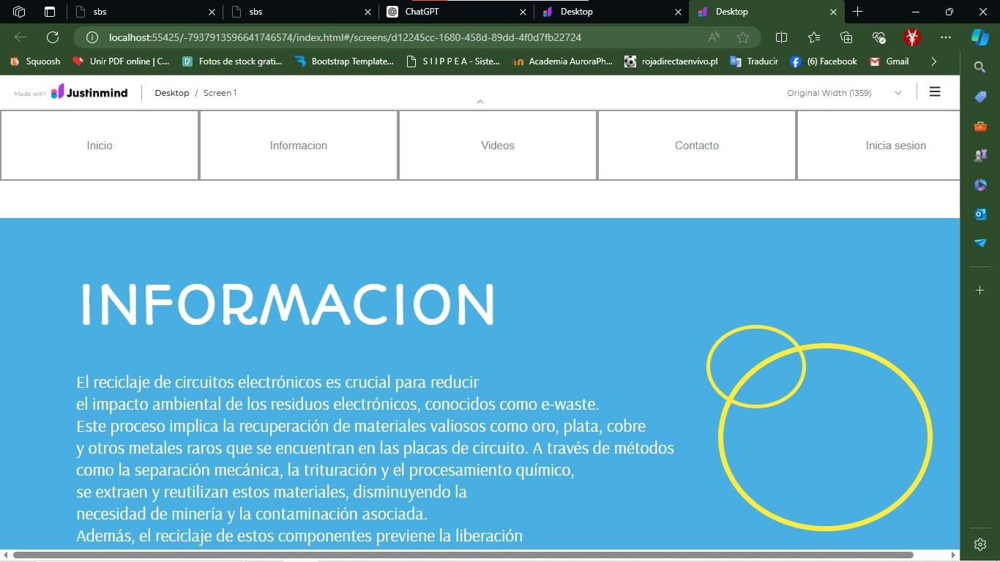 sbs
sbs
ChatGPT
Desktop
Desktop
localhost:55425/-7937913596641746574/index.html#/screens/d12245cc-1680-458d-89dd-4f0d7fb22724
Squoosh
Unir PDF online | C...
Fotos de stock grati...
Bootstrap Template...
S I I P P E A - Siste...
Academia AuroraPh...
rojadirectaenvivo.pl
Traducir
(6) Facebook
Gmail
Made with Justinmind
Desktop / Screen 1
Original Width (1359)
Inicio
Informacion
Videos
Contacto
Inicia sesion
INFORMACION
El reciclaje de circuitos electrónicos es crucial para reducir
el impacto ambiental de los residuos electrónicos, conocidos como e-waste.
Este proceso implica la recuperación de materiales valiosos como oro, plata, cobre
y otros metales raros que se encuentran en las placas de circuito. A través de métodos
como la separación mecánica, la trituración y el procesamiento químico,
se extraen y reutilizan estos materiales, disminuyendo la
necesidad de minería y la contaminación asociada.
Además, el reciclaje de estos componentes previene la liberación